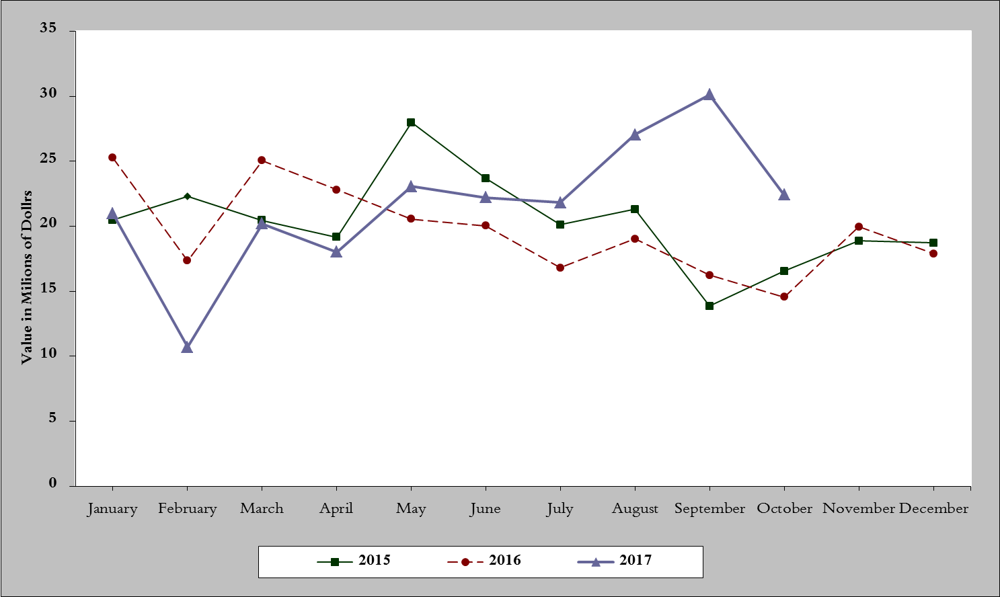 35
30
25
20
15
10
5
0
Value in Milions of Dollrs
January February March April May June July August September October November December
2015 2016 2017